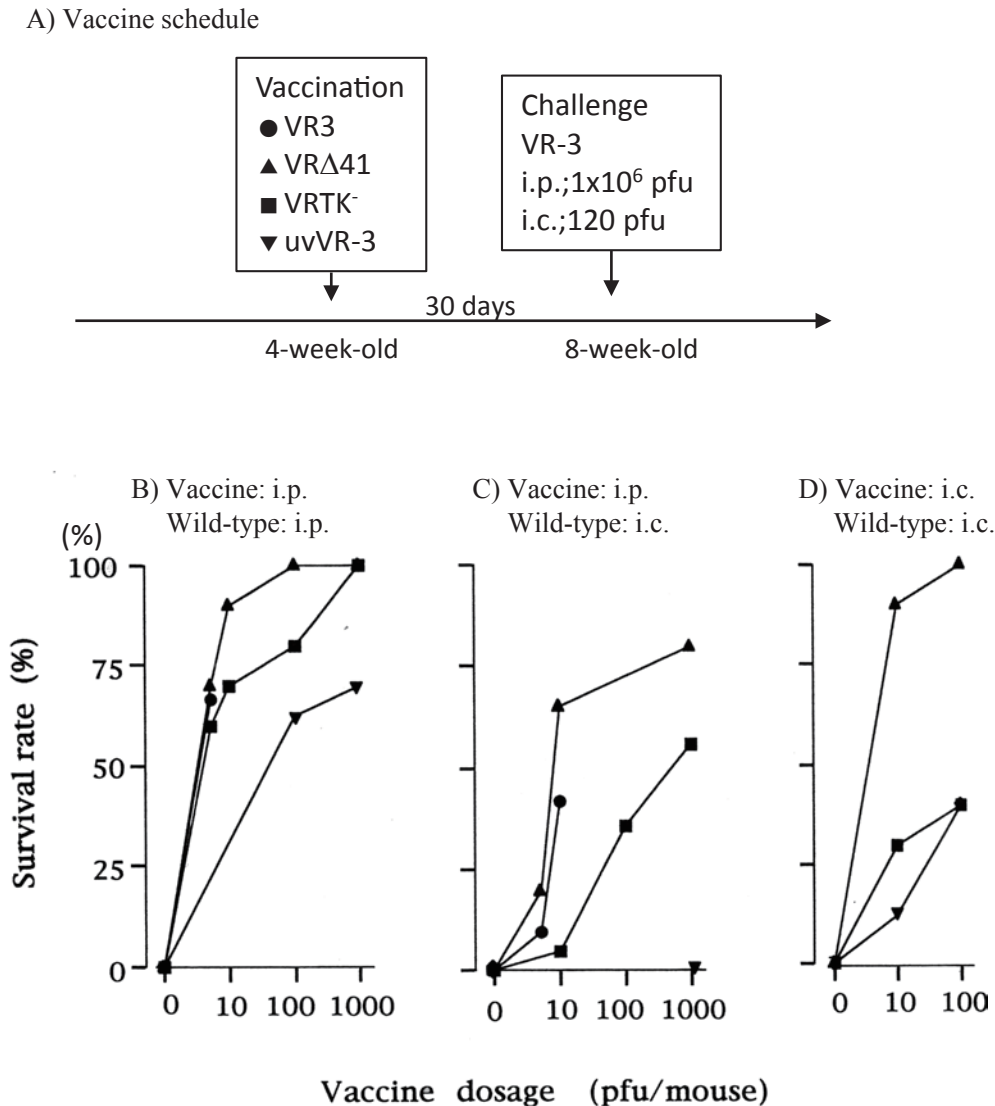 A) Vaccine schedule
Vaccination
● VR3
▲ VRΔ41
■ VRTK⁻
▼ uvVR-3
Challenge
VR-3
i.p.;1x10⁶ pfu
i.c.;120 pfu
30 days
4-week-old
8-week-old
B) Vaccine: i.p.
Wild-type: i.p.
C) Vaccine: i.p.
Wild-type: i.c.
D) Vaccine: i.c.
Wild-type: i.c.
(%)
100
75
50
25
0
Survival rate (%)
0 10 100 1000
0 10 100 1000
0 10 100
Vaccine dosage (pfu/mouse)